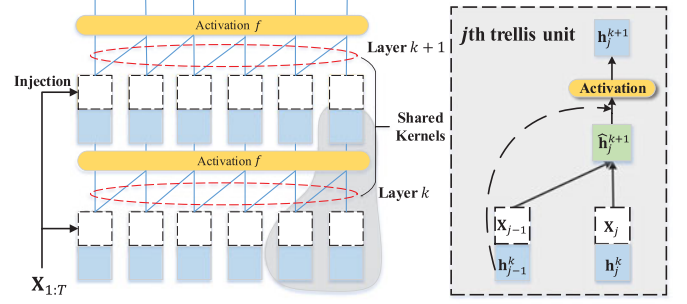 Activation f
Layer k + 1
Injection
Shared
Kernels
Activation f
Layer k
X1:T
jth trellis unit
h_j^{k+1}
Activation
ĥ_j^{k+1}
X_{j−1}
X_j
h_{j−1}^k
h_j^k